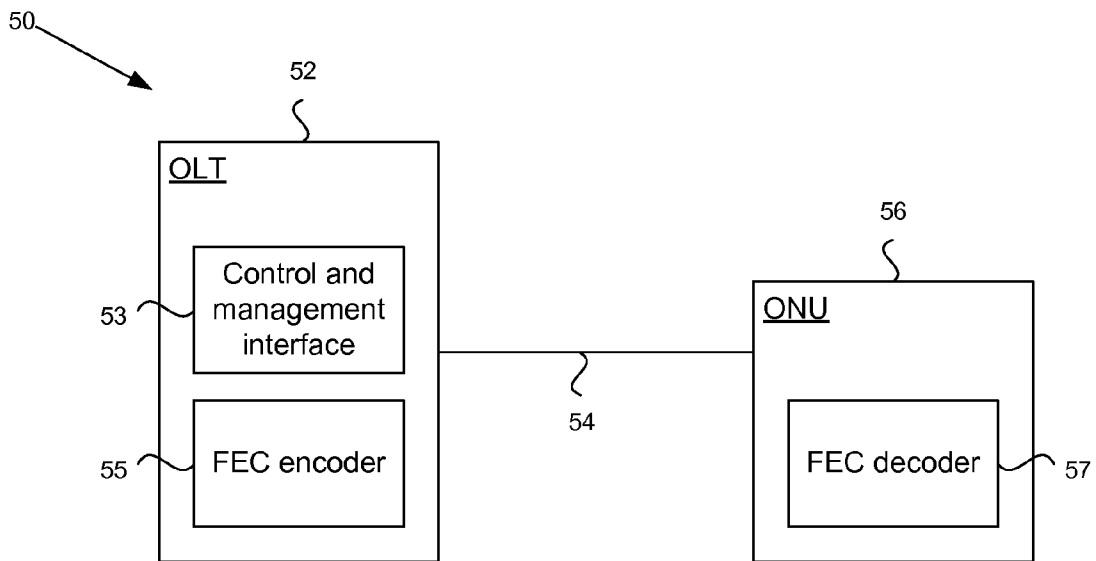 50
52
OLT
56
Control and
management
interface
53
ONU
54
FEC encoder
55
FEC decoder
57